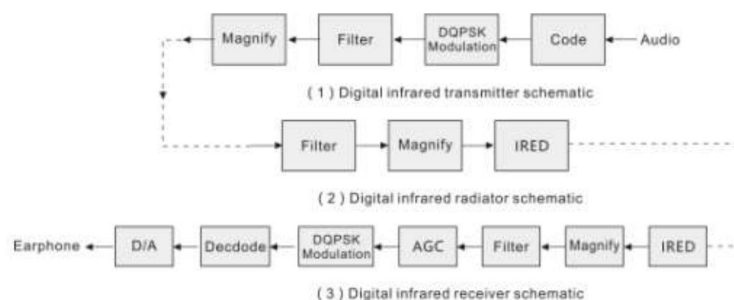 Magnify Filter DQPSK Modulation Code Audio
( 1 ) Digital infrared transmitter schematic
Filter Magnify IRED
( 2 ) Digital infrared radiator schematic
Earphone D/A Decdode DQPSK Modulation AGC Filter Magnify IRED
( 3 ) Digital infrared receiver schematic